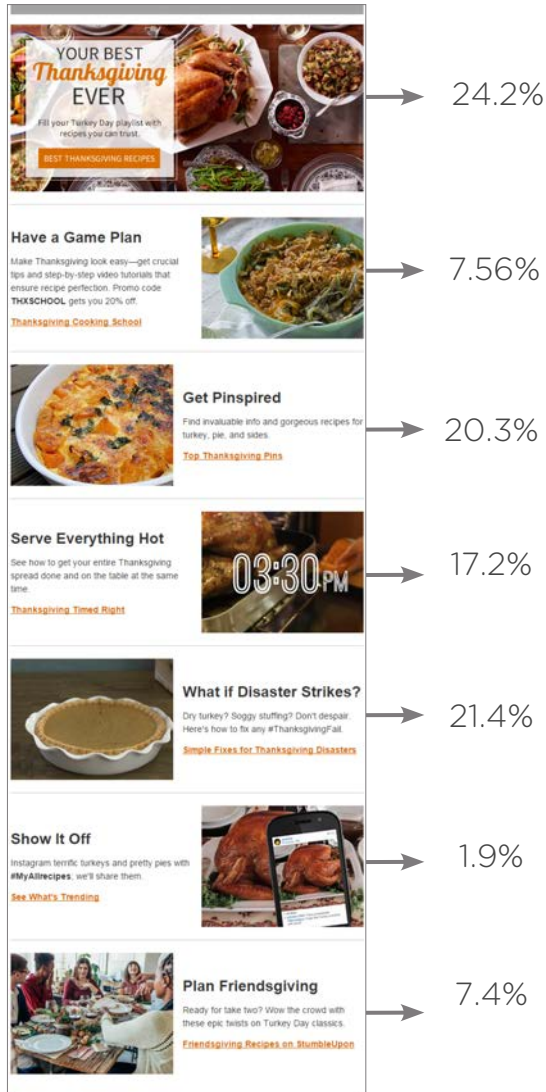 YOUR BEST
Thanksgiving
EVER
Fill your Turkey Day playlist with
recipes you can trust.
BEST THANKSGIVING RECIPES
24.2%
Have a Game Plan
Make Thanksgiving look easy—get crucial
tips and step-by-step video tutorials that
ensure recipe perfection. Promo code
THXSCHOOL gets you 20% off.
Thanksgiving Cooking School
7.56%
Get Pinspired
Find invaluable info and gorgeous recipes for
turkey, pie, and sides.
Top Thanksgiving Pins
20.3%
Serve Everything Hot
See how to get your entire Thanksgiving
spread done and on the table at the same
time.
Thanksgiving Timed Right
03:30 PM
17.2%
What if Disaster Strikes?
Dry turkey? Soggy stuffing? Don't despair.
Here's how to fix any #ThanksgivingFail.
Simple Fixes for Thanksgiving Disasters
21.4%
Show It Off
Instagram terrific turkeys and pretty pies with
#MyAllrecipes; we'll share them.
See What's Trending
1.9%
Plan Friendsgiving
Ready for take two? Wow the crowd with
these epic twists on Turkey Day classics.
Friendsgiving Recipes on StumbleUpon
7.4%